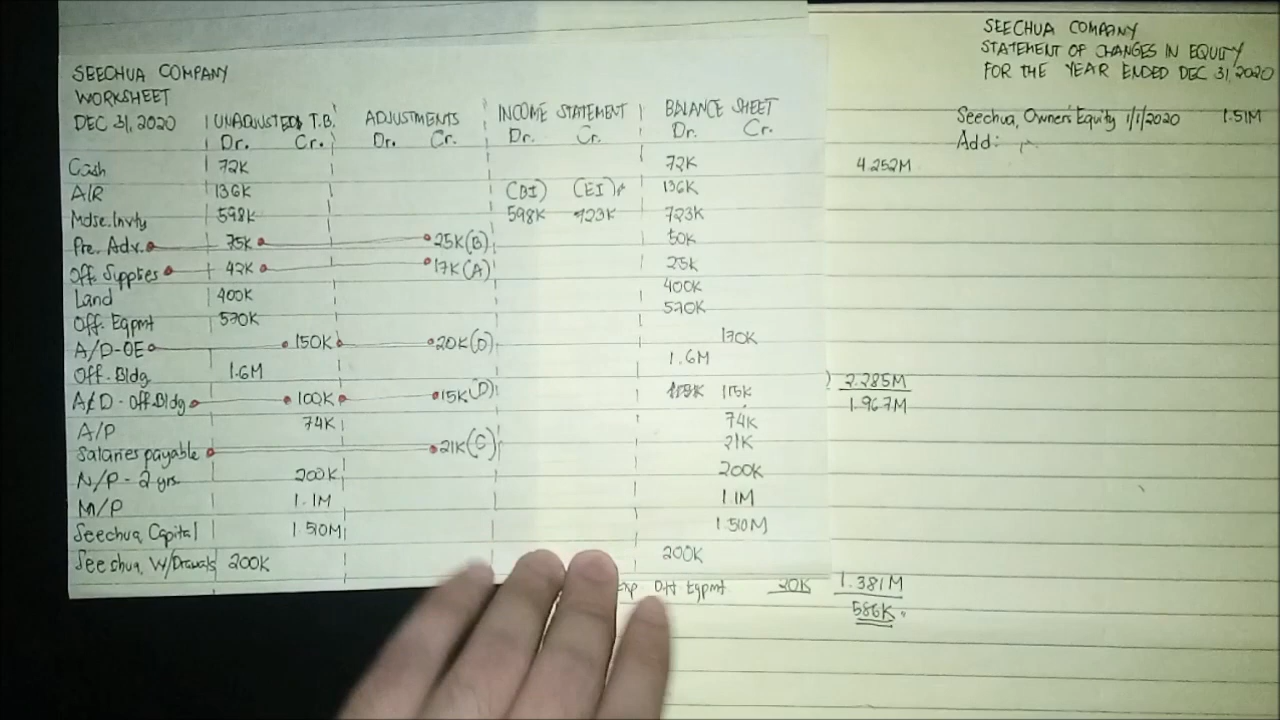 SEECHUA COMPANY
WORKSHEET
DEC 31, 2020 UNADJUSTED T.B. ADJUSTMENTS INCOME STATEMENT BALANCE SHEET
Dr. Cr. Dr. Cr. Dr. Cr. Dr. Cr.
Cash 72K 72K
A/R 136K (BI) (EI) 136K
Mdse. Invty 598K 598K 723K 723K
Pre. Adv. 75K 25K (B) 50K
Off. Supplies 42K 17K (A) 25K
Land 400K 400K
Off. Eqpmt 570K 570K
A/D-OE 150K 20K (D) 170K
Off. Bldg 1.6M 1.6M
A/D - Off. Bldg 100K 15K (D) 115K 115K
A/P 74K 74K
Salaries payable 21K (C) 21K
N/P - 2 yrs. 200K 200K
M/P 1.1M 1.1M
Seechua, Capital 1.510M 1.510M
Seechua, W/Drawals 200K 200K
SEECHUA COMPANY
STATEMENT OF CHANGES IN EQUITY
FOR THE YEAR ENDED DEC 31, 2020
Seechua, Owner's Equity 1/1/2020 1.51M
Add:
4.252M
) 2.285M
1.967M
Exp Off Eqpmt 20K 1.381M
586K